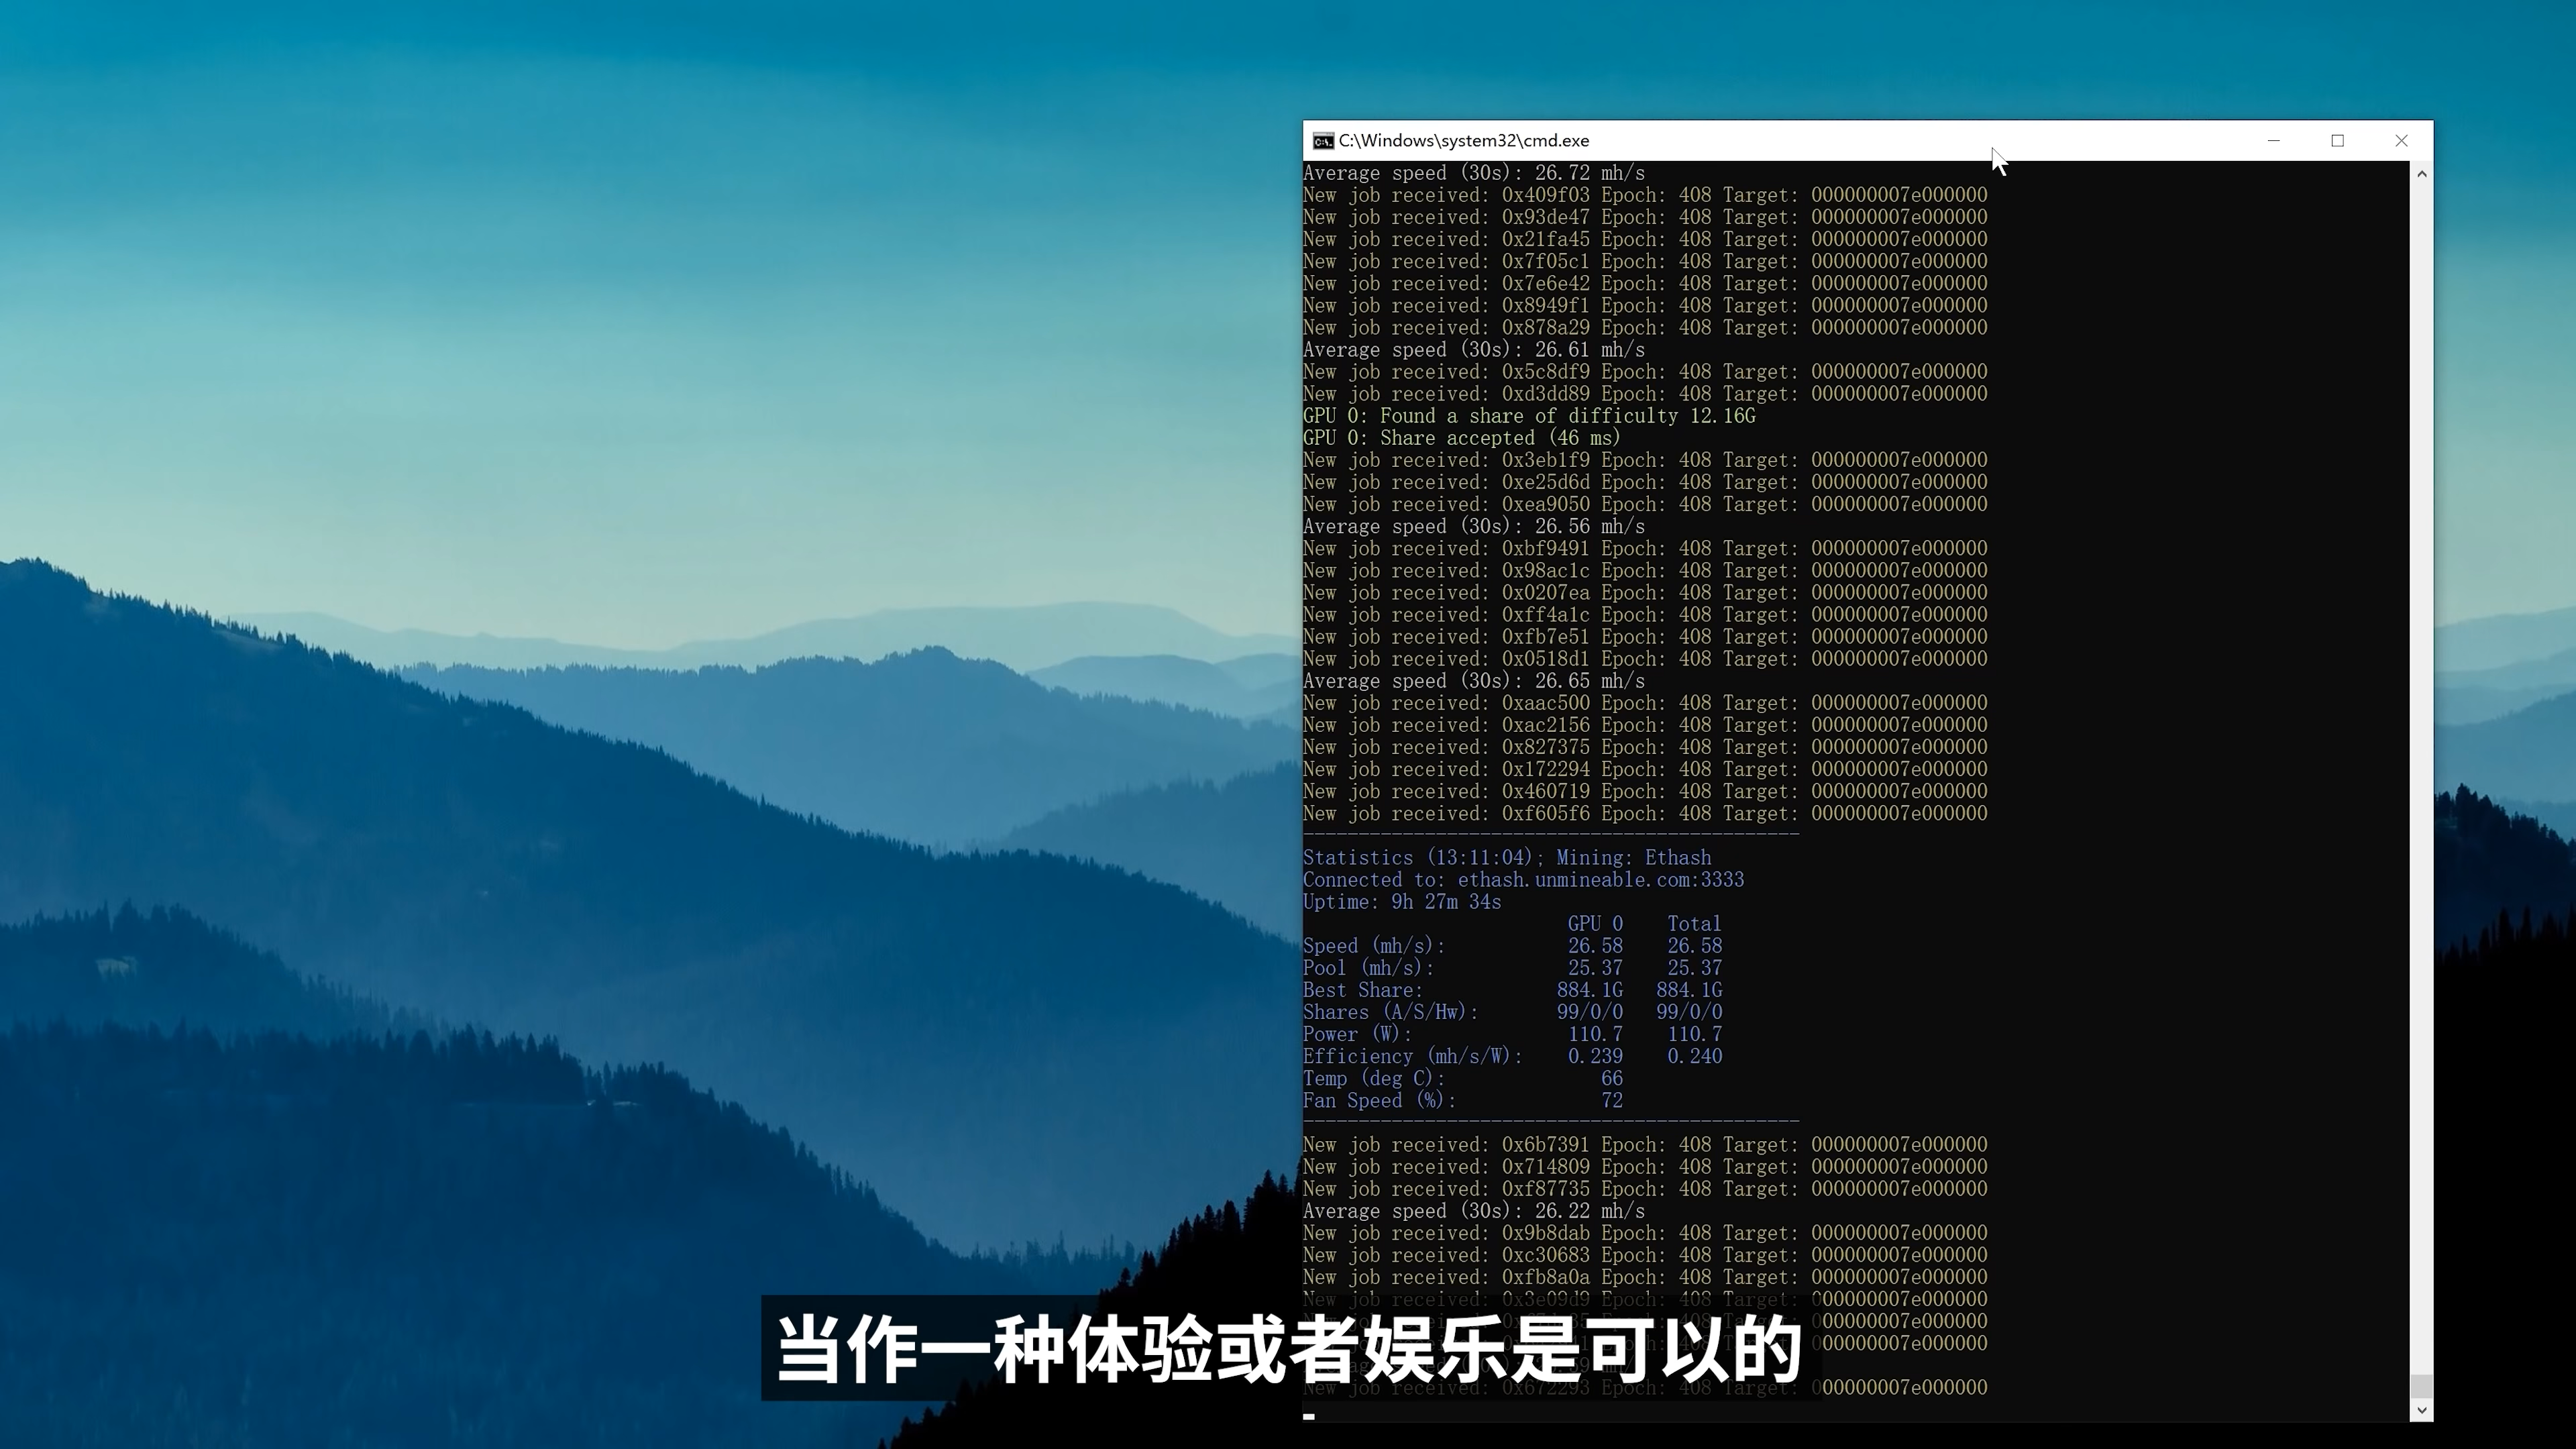 C:\Windows\system32\cmd.exe
Average speed (30s): 26.72 mh/s
New job received: 0x409f03 Epoch: 408 Target: 000000007e000000
New job received: 0x93de47 Epoch: 408 Target: 000000007e000000
New job received: 0x21fa45 Epoch: 408 Target: 000000007e000000
New job received: 0x7f05c1 Epoch: 408 Target: 000000007e000000
New job received: 0x7e6e42 Epoch: 408 Target: 000000007e000000
New job received: 0x8949f1 Epoch: 408 Target: 000000007e000000
New job received: 0x878a29 Epoch: 408 Target: 000000007e000000
Average speed (30s): 26.61 mh/s
New job received: 0x5c8df9 Epoch: 408 Target: 000000007e000000
New job received: 0xd3dd89 Epoch: 408 Target: 000000007e000000
GPU 0: Found a share of difficulty 12.16G
GPU 0: Share accepted (46 ms)
New job received: 0x3eb1f9 Epoch: 408 Target: 000000007e000000
New job received: 0xe25d6d Epoch: 408 Target: 000000007e000000
New job received: 0xea9050 Epoch: 408 Target: 000000007e000000
Average speed (30s): 26.56 mh/s
New job received: 0xbf9491 Epoch: 408 Target: 000000007e000000
New job received: 0x98ac1c Epoch: 408 Target: 000000007e000000
New job received: 0x0207ea Epoch: 408 Target: 000000007e000000
New job received: 0xff4a1c Epoch: 408 Target: 000000007e000000
New job received: 0xfb7e51 Epoch: 408 Target: 000000007e000000
New job received: 0x0518d1 Epoch: 408 Target: 000000007e000000
Average speed (30s): 26.65 mh/s
New job received: 0xaac500 Epoch: 408 Target: 000000007e000000
New job received: 0xac2156 Epoch: 408 Target: 000000007e000000
New job received: 0x827375 Epoch: 408 Target: 000000007e000000
New job received: 0x172294 Epoch: 408 Target: 000000007e000000
New job received: 0x460719 Epoch: 408 Target: 000000007e000000
New job received: 0xf605f6 Epoch: 408 Target: 000000007e000000
Statistics (13:11:04); Mining: Ethash
Connected to: ethash.unmineable.com:3333
Uptime: 9h 27m 34s
GPU 0 Total
Speed (mh/s): 26.58 26.58
Pool (mh/s): 25.37 25.37
Best Share: 884.1G 884.1G
Shares (A/S/Hw): 99/0/0 99/0/0
Power (W): 110.7 110.7
Efficiency (mh/s/W): 0.239 0.240
Temp (deg C): 66
Fan Speed (%): 72
New job received: 0x6b7391 Epoch: 408 Target: 000000007e000000
New job received: 0x714809 Epoch: 408 Target: 000000007e000000
New job received: 0xf87735 Epoch: 408 Target: 000000007e000000
Average speed (30s): 26.22 mh/s
New job received: 0x9b8dab Epoch: 408 Target: 000000007e000000
New job received: 0xc30683 Epoch: 408 Target: 000000007e000000
New job received: 0xfb8a0a Epoch: 408 Target: 000000007e000000
New job received: 0x3e09d9 Epoch: 408 Target: 000000007e000000
000000007e000000
000000007e000000
New job received: 0x672293 Epoch: 408 Target: 000000007e000000
当作一种体验或者娱乐是可以的